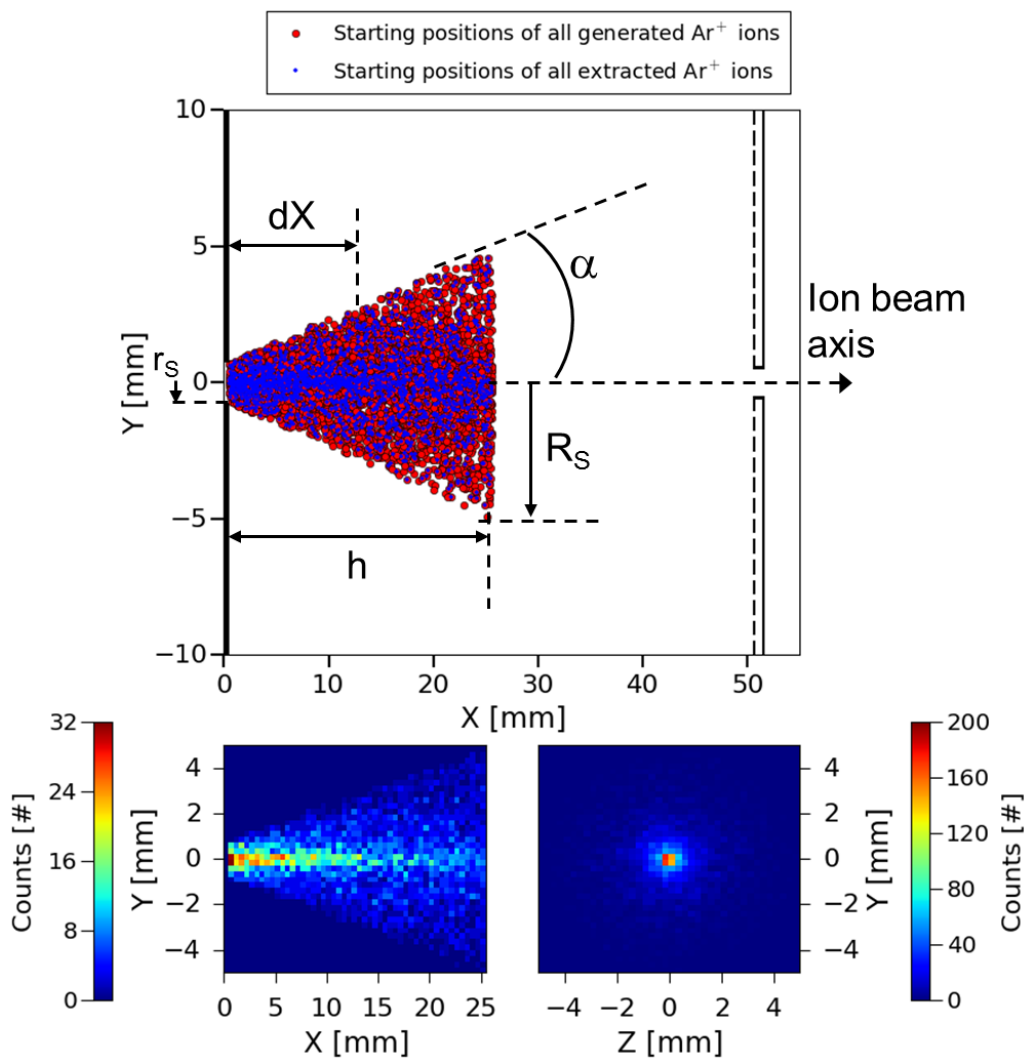 Starting positions of all generated Ar⁺ ions
Starting positions of all extracted Ar⁺ ions
10
5
0
−5
−10
Y [mm]
rS
dX
α
Ion beam
axis
RS
h
0 10 20 30 40 50
X [mm]
32
24
16
8
0
Counts [#]
4
2
0
−2
−4
Y [mm]
0 5 10 15 20 25
X [mm]
4
2
0
−2
−4
Y [mm]
−4 −2 0 2 4
Z [mm]
200
160
120
80
40
0
Counts [#]